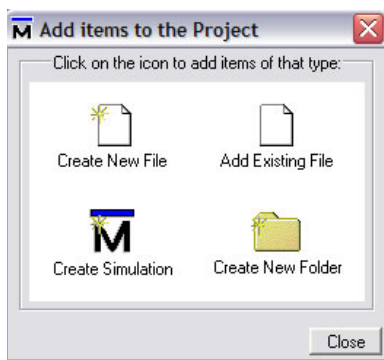 Add items to the Project
Click on the icon to add items of that type:
Create New File
Add Existing File
Create Simulation
Create New Folder
Close